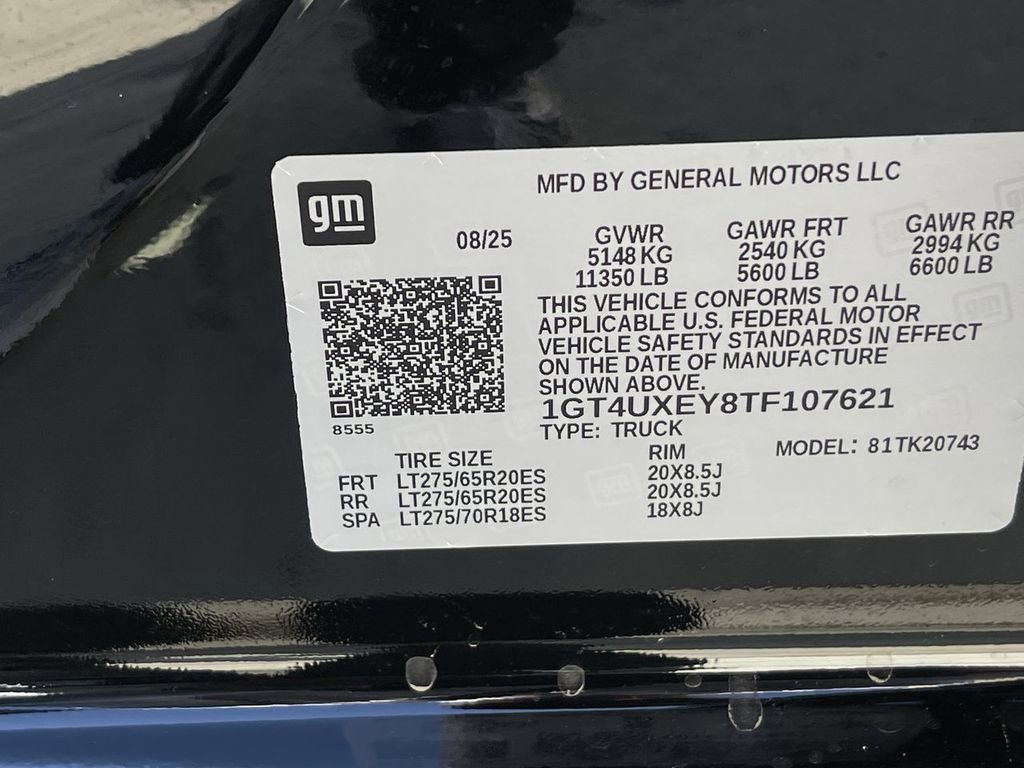 gm
MFD BY GENERAL MOTORS LLC
08/25
GVWR
5148 KG
11350 LB
GAWR FRT
2540 KG
5600 LB
GAWR RR
2994 KG
6600 LB
THIS VEHICLE CONFORMS TO ALL
APPLICABLE U.S. FEDERAL MOTOR
VEHICLE SAFETY STANDARDS IN EFFECT
ON THE DATE OF MANUFACTURE
SHOWN ABOVE.
8555
1GT4UXEY8TF107621
TYPE: TRUCK
MODEL: 81TK20743
TIRE SIZE RIM
FRT LT275/65R20ES 20X8.5J
RR LT275/65R20ES 20X8.5J
SPA LT275/70R18ES 18X8J